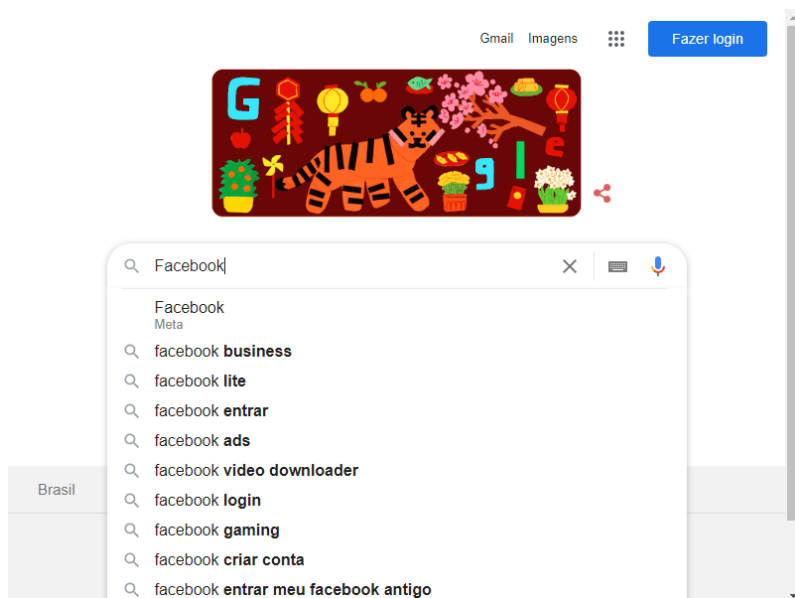 Gmail Imagens Fazer login
G
g l e
Facebook
Facebook
Meta
facebook business
facebook lite
facebook entrar
facebook ads
facebook video downloader
facebook login
facebook gaming
facebook criar conta
facebook entrar meu facebook antigo
Brasil